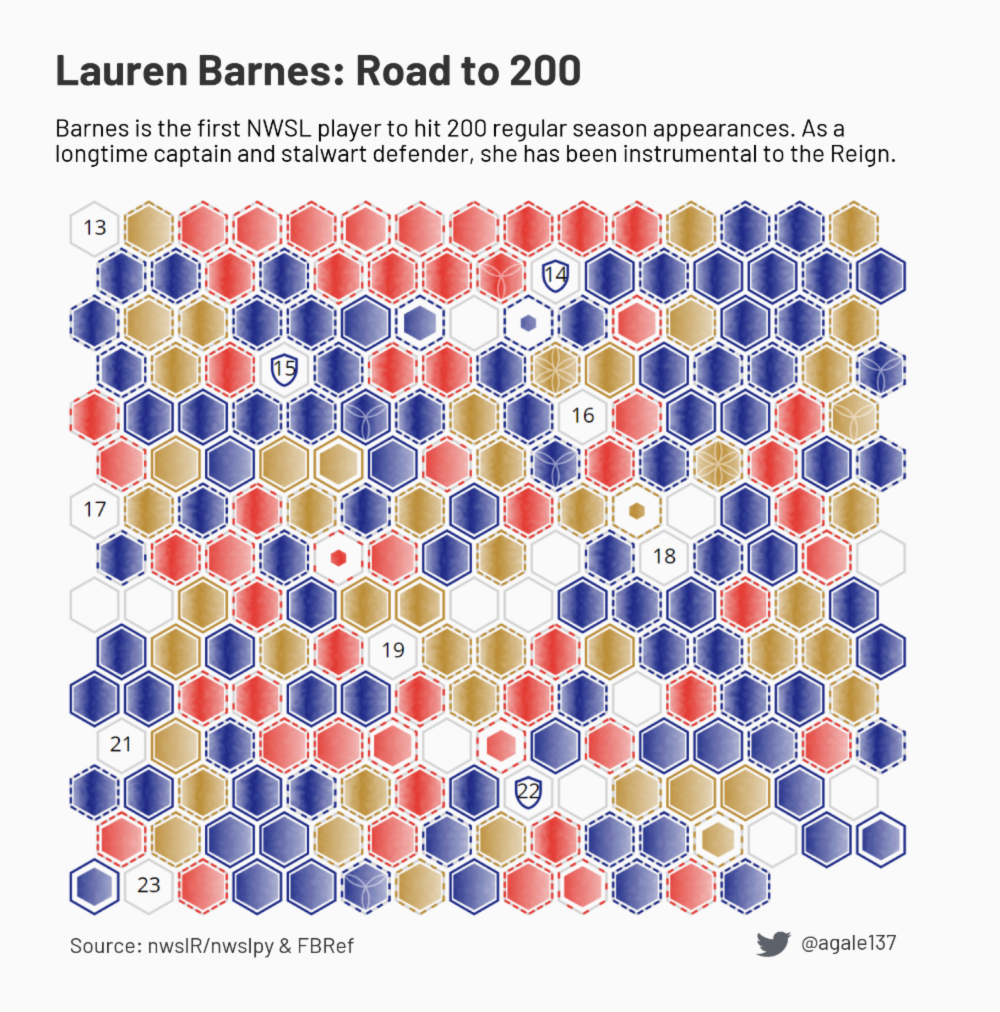 Lauren Barnes: Road to 200
Barnes is the first NWSL player to hit 200 regular season appearances. As a
longtime captain and stalwart defender, she has been instrumental to the Reign.
13
14
15
16
17
18
19
21
22
23
Source: nwslR/nwslpy & FBRef
@agale137